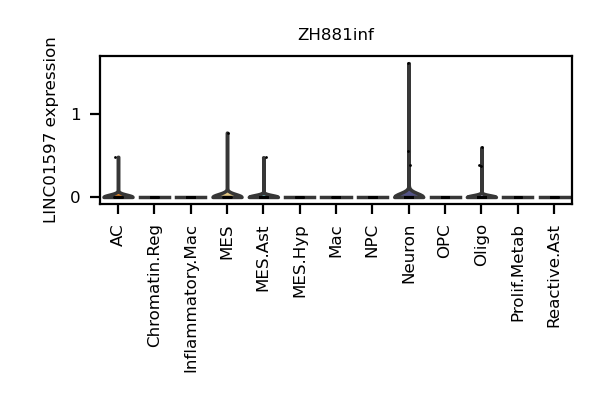 ZH881inf
LINC01597 expression
1
0
AC
Chromatin.Reg
Inflammatory.Mac
MES
MES.Ast
MES.Hyp
Mac
NPC
Neuron
OPC
Oligo
Prolif.Metab
Reactive.Ast